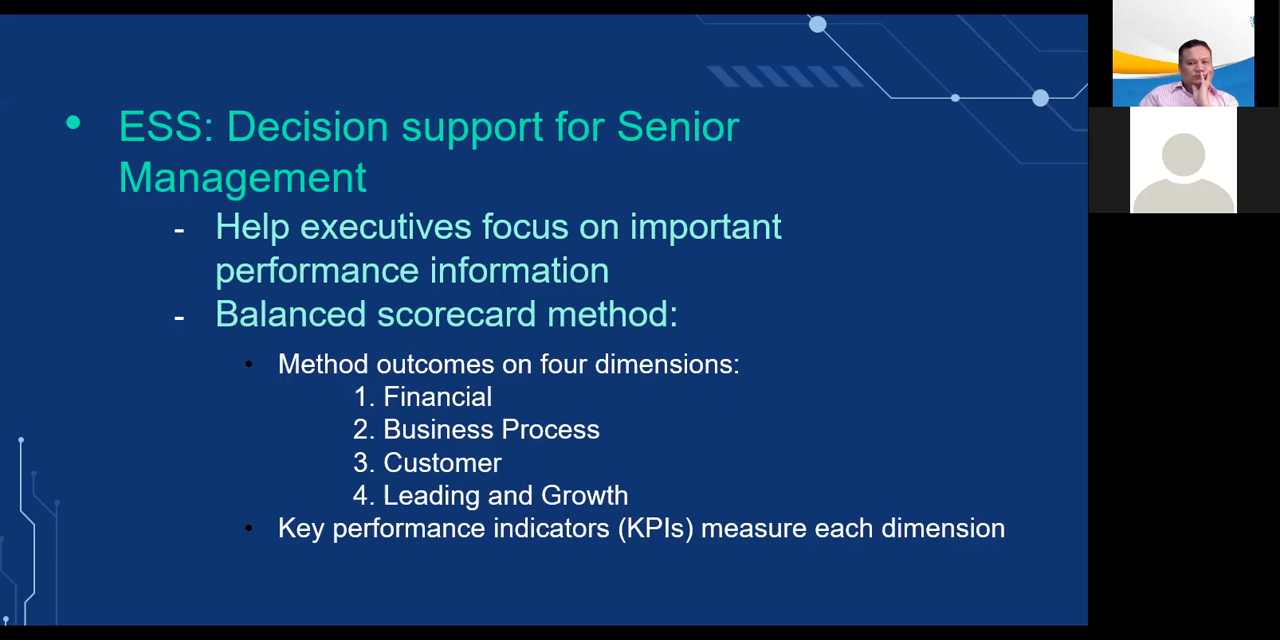 • ESS: Decision support for Senior
Management
- Help executives focus on important
performance information
- Balanced scorecard method:
• Method outcomes on four dimensions:
1. Financial
2. Business Process
3. Customer
4. Leading and Growth
• Key performance indicators (KPIs) measure each dimension